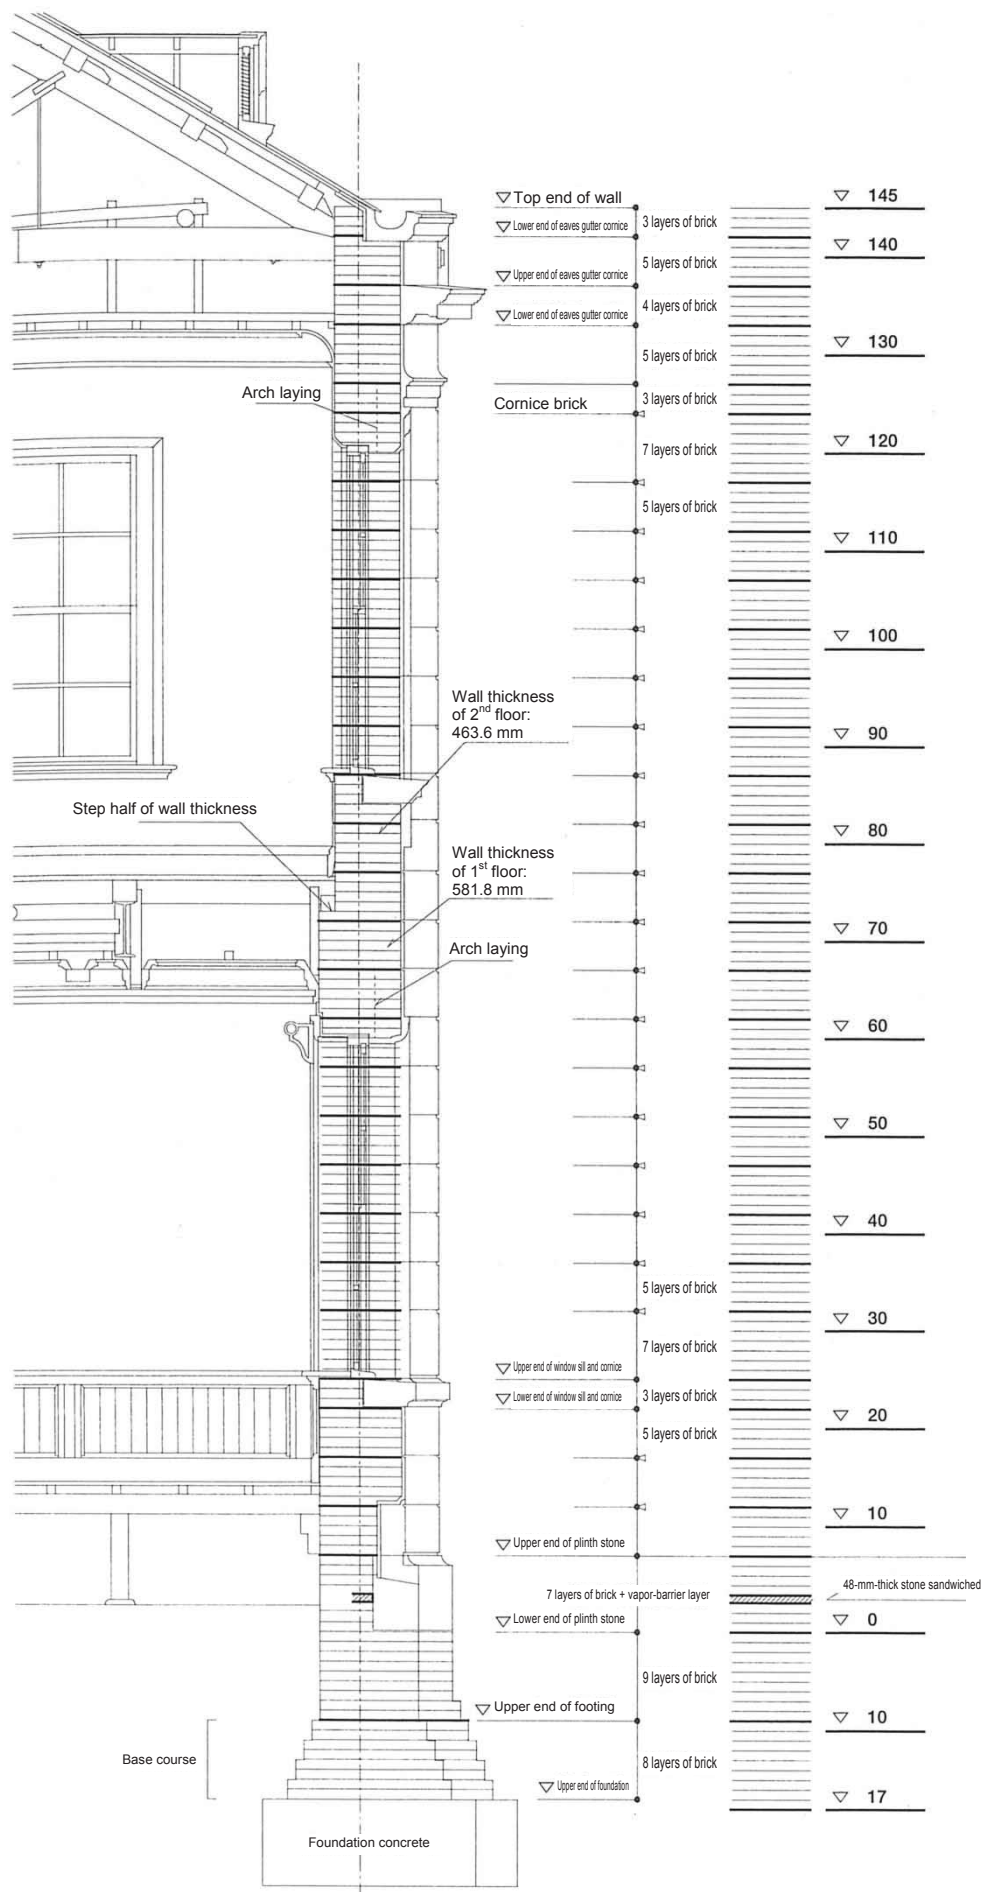 ▽ Top end of wall
3 layers of brick
▽ 145
▽ Lower end of eaves gutter cornice
5 layers of brick
▽ 140
▽ Upper end of eaves gutter cornice
4 layers of brick
▽ Lower end of eaves gutter cornice
5 layers of brick
▽ 130
Arch laying
Cornice brick
3 layers of brick
7 layers of brick
▽ 120
5 layers of brick
▽ 110
▽ 100
Wall thickness
of 2nd floor:
463.6 mm
▽ 90
Step half of wall thickness
▽ 80
Wall thickness
of 1st floor:
581.8 mm
▽ 70
Arch laying
▽ 60
▽ 50
▽ 40
5 layers of brick
▽ 30
7 layers of brick
▽ Upper end of window sill and cornice
3 layers of brick
▽ Lower end of window sill and cornice
▽ 20
5 layers of brick
▽ 10
▽ Upper end of plinth stone
48-mm-thick stone sandwiched
7 layers of brick + vapor-barrier layer
▽ Lower end of plinth stone
▽ 0
9 layers of brick
▽ Upper end of footing
▽ 10
Base course
8 layers of brick
▽ Upper end of foundation
▽ 17
Foundation concrete